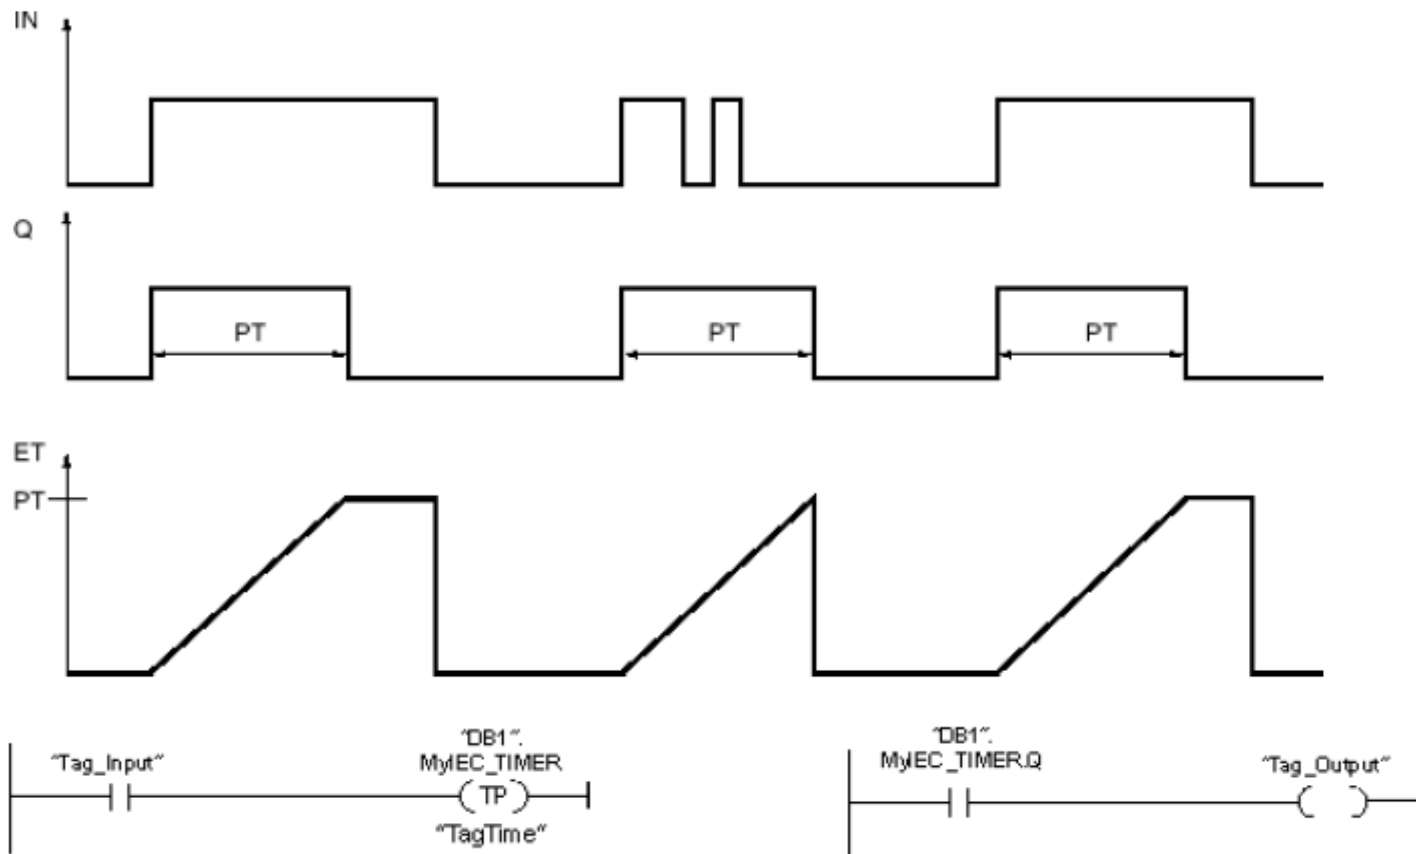 IN
Q
PT
PT
PT
ET
PT
"Tag_Input"
"DB1".
MyIEC_TIMER
TP
"TagTime"
"DB1".
MyIEC_TIMER.Q
"Tag_Output"